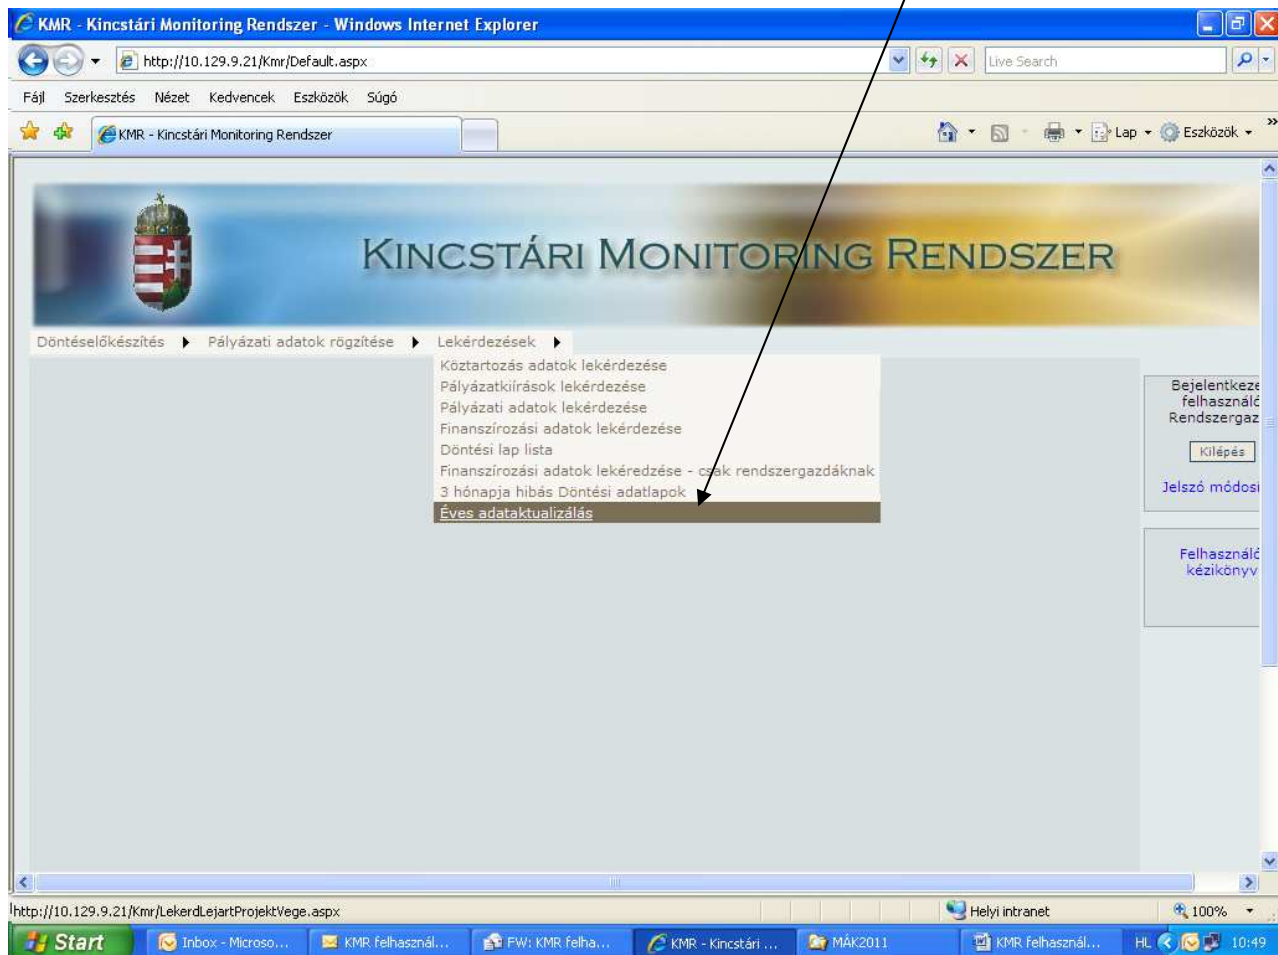 KMR - Kincstári Monitoring Rendszer - Windows Internet Explorer
http://10.129.9.21/Kmr/Default.aspx
Live Search
Fájl Szerkesztés Nézet Kedvencek Eszközök Súgó
KMR - Kincstári Monitoring Rendszer
Lap
Eszközök
KINCSTÁRI MONITORING RENDSZER
Döntéselőkészítés
Pályázati adatok rögzítése
Lekérdezések
Köztartozás adatok lekérdezése
Pályázatkiírások lekérdezése
Pályázati adatok lekérdezése
Finanszírozási adatok lekérdezése
Döntési lap lista
Finanszírozási adatok lekéredzése - csak rendszergazdáknak
3 hónapja hibás Döntési adatlapok
Éves adataktualizálás
Bejelentkeze
felhasználó
Rendszergaz
Kilépés
Jelszó módosí
Felhasználó
kézikönyv
http://10.129.9.21/Kmr/LekerdLejartProjektVege.aspx
Helyi intranet
100%
Start
Inbox - Microso...
KMR felhasznál...
FW: KMR felha...
KMR - Kincstári ...
MÁK2011
KMR felhasznál...
HU
10:49